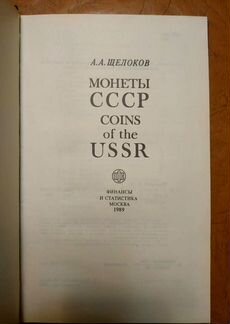 А.А.ЩЕЛОКОВ
МОНЕТЫ
СССР
COINS
of the
USSR
ФИНАНСЫ
И СТАТИСТИКА
МОСКВА
1989